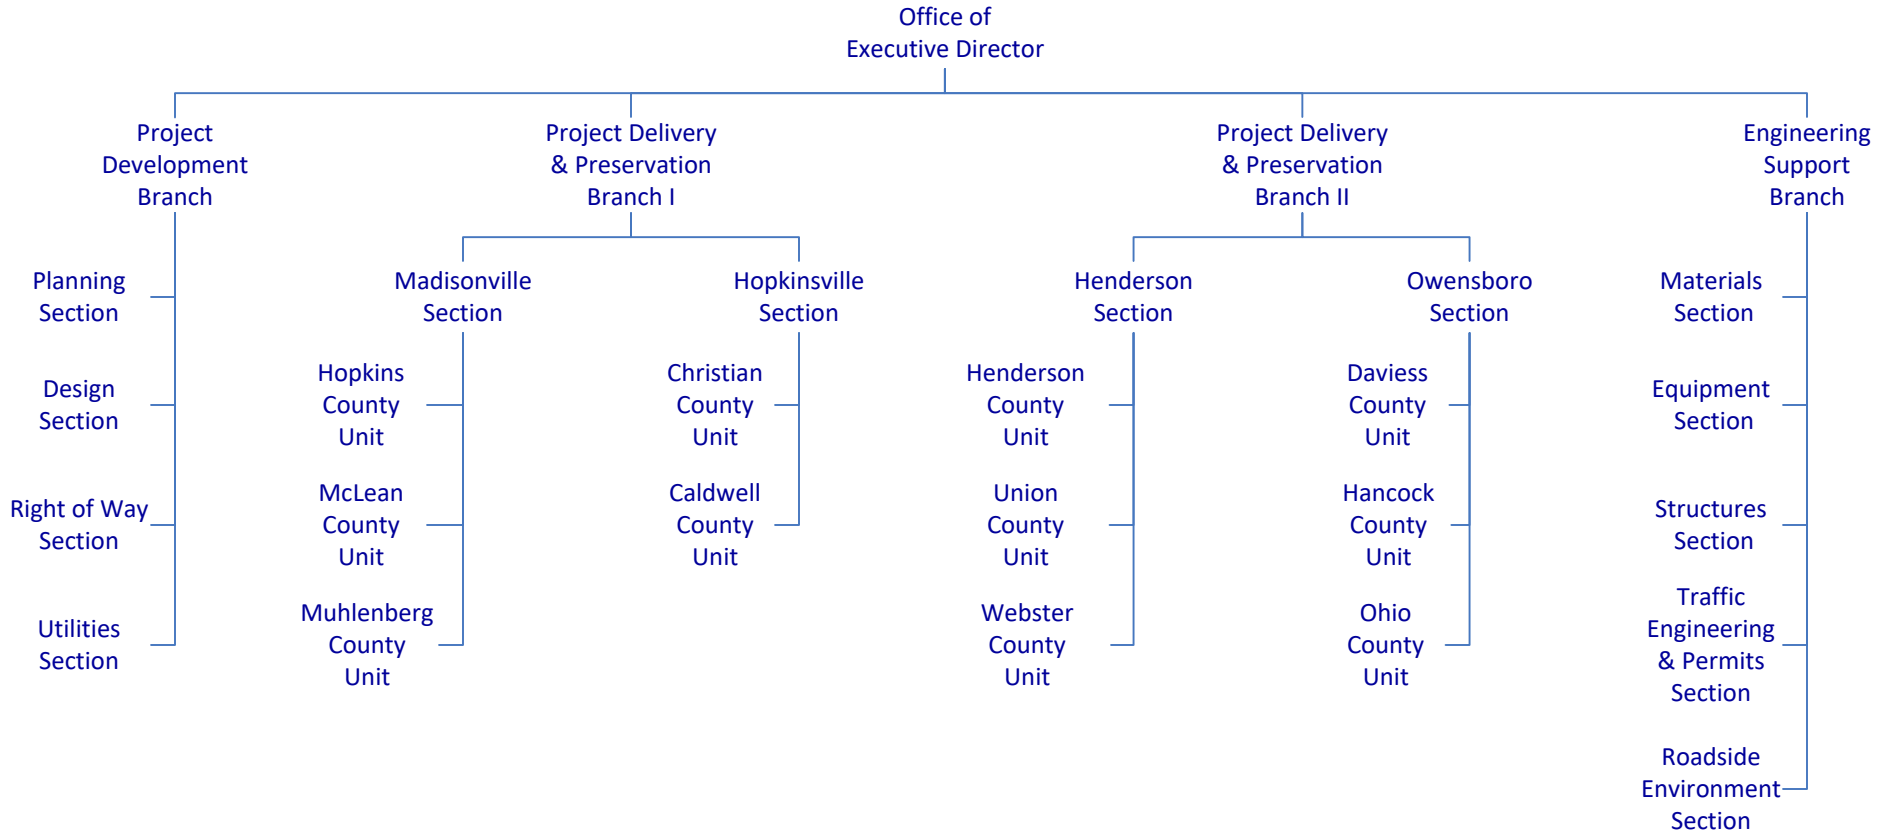 Office of
Executive Director
Project
Development
Branch
Project Delivery
& Preservation
Branch I
Project Delivery
& Preservation
Branch II
Engineering
Support
Branch
Planning
Section
Design
Section
Right of Way
Section
Utilities
Section
Madisonville
Section
Hopkins
County
Unit
McLean
County
Unit
Muhlenberg
County
Unit
Hopkinsville
Section
Christian
County
Unit
Caldwell
County
Unit
Henderson
Section
Henderson
County
Unit
Union
County
Unit
Webster
County
Unit
Owensboro
Section
Daviess
County
Unit
Hancock
County
Unit
Ohio
County
Unit
Materials
Section
Equipment
Section
Structures
Section
Traffic
Engineering
& Permits
Section
Roadside
Environment
Section